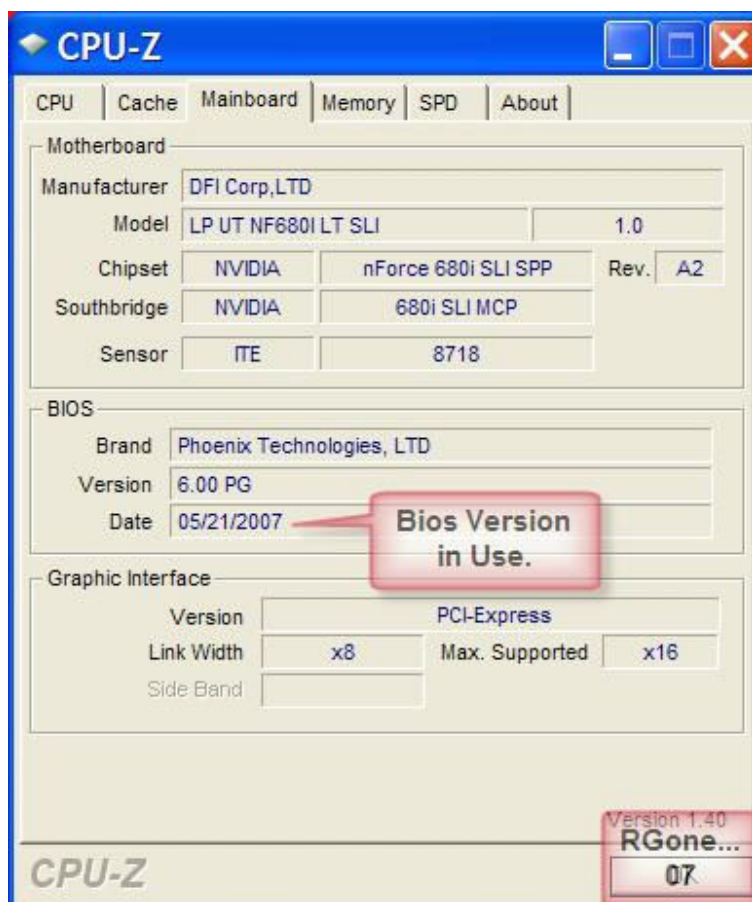 CPU-Z
CPU Cache Mainboard Memory SPD About
Motherboard
Manufacturer DFI Corp,LTD
Model LP UT NF680I LT SLI 1.0
Chipset NVIDIA nForce 680i SLI SPP Rev. A2
Southbridge NVIDIA 680i SLI MCP
Sensor ITE 8718
BIOS
Brand Phoenix Technologies, LTD
Version 6.00 PG
Date 05/21/2007
Bios Version
in Use.
Graphic Interface
Version PCI-Express
Link Width x8 Max. Supported x16
Side Band
Version 1.40
RGone...
07
CPU-Z